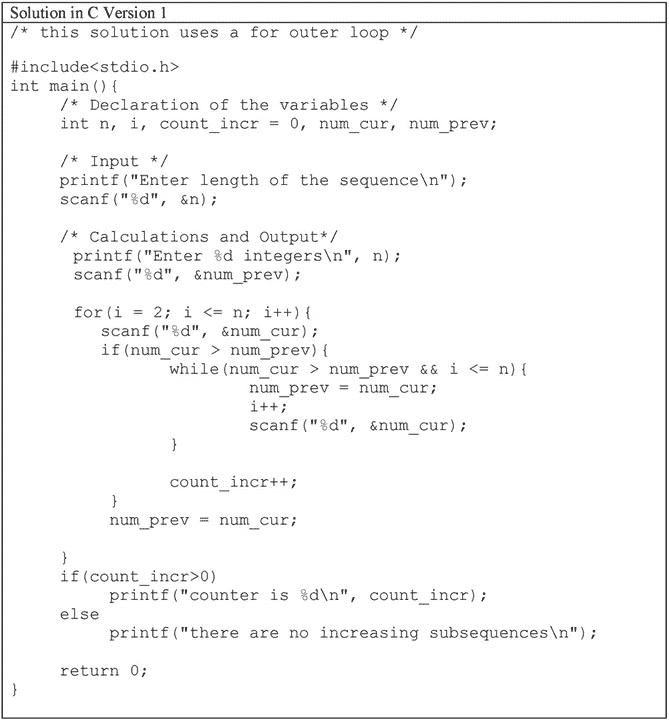 Solution in C Version 1
/* this solution uses a for outer loop */
#include<stdio.h>
int main(){
/* Declaration of the variables */
int n, i, count_incr = 0, num_cur, num_prev;
/* Input */
printf("Enter length of the sequence\n");
scanf("%d", &n);
/* Calculations and Output*/
printf("Enter %d integers\n", n);
scanf("%d", &num_prev);
for(i = 2; i <= n; i++){
scanf("%d", &num_cur);
if(num_cur > num_prev){
while(num_cur > num_prev && i <= n){
num_prev = num_cur;
i++;
scanf("%d", &num_cur);
}
count_incr++;
}
num_prev = num_cur;
}
if(count_incr>0)
printf("counter is %d\n", count_incr);
else
printf("there are no increasing subsequences\n");
return 0;
}